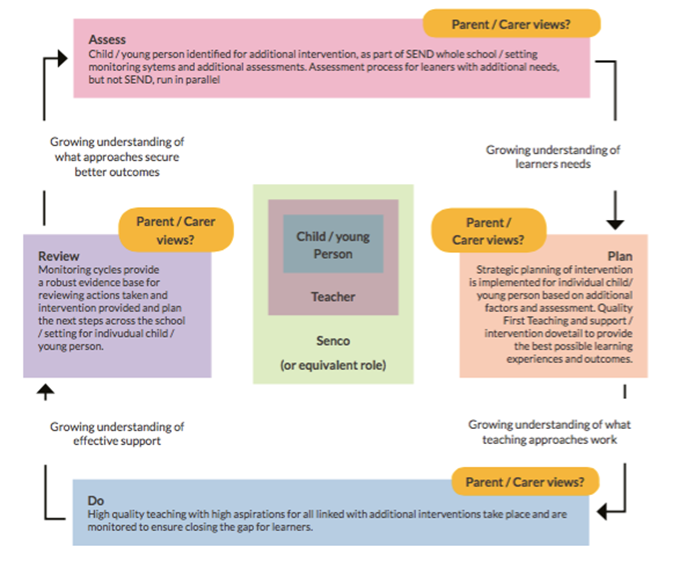 Parent / Carer views?
Assess
Child / young person identified for additional intervention, as part of SEND whole school / setting
monitoring sytems and additional assessments. Assessment process for leaners with additional needs,
but not SEND, run in parallel
Growing understanding of
what approaches secure
better outcomes
Growing understanding of
learners needs
Parent / Carer
views?
Review
Monitoring cycles provide
a robust evidence base for
reviewing actions taken and
intervention provided and plan
the next steps across the school
/ setting for indivudual child /
young person.
Child / young
Person
Teacher
Senco
(or equivalent role)
Parent /
Carer views?
Plan
Strategic planning of intervention
is implemented for individual child/
young person based on additional
factors and assessment. Quality
First Teaching and support /
intervention dovetail to provide
the best possible learning
experiences and outcomes.
Growing understanding of
effective support
Growing understanding of what
teaching approaches work
Parent / Carer views?
Do
High quality teaching with high aspirations for all linked with additional interventions take place and are
monitored to ensure closing the gap for learners.